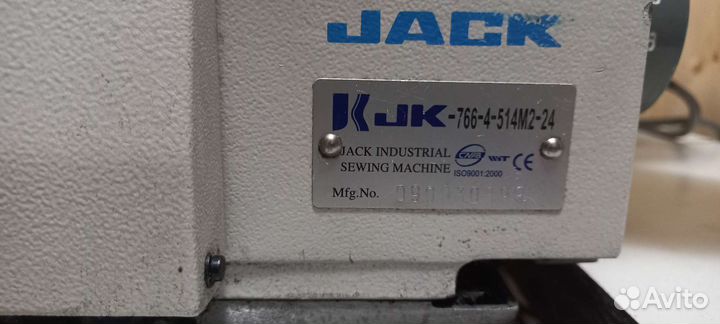 JACK
JK-766-4-514M2-24
JACK INDUSTRIAL
SEWING MACHINE
CE
ISO9001:2000
Mfg.No.
Avito